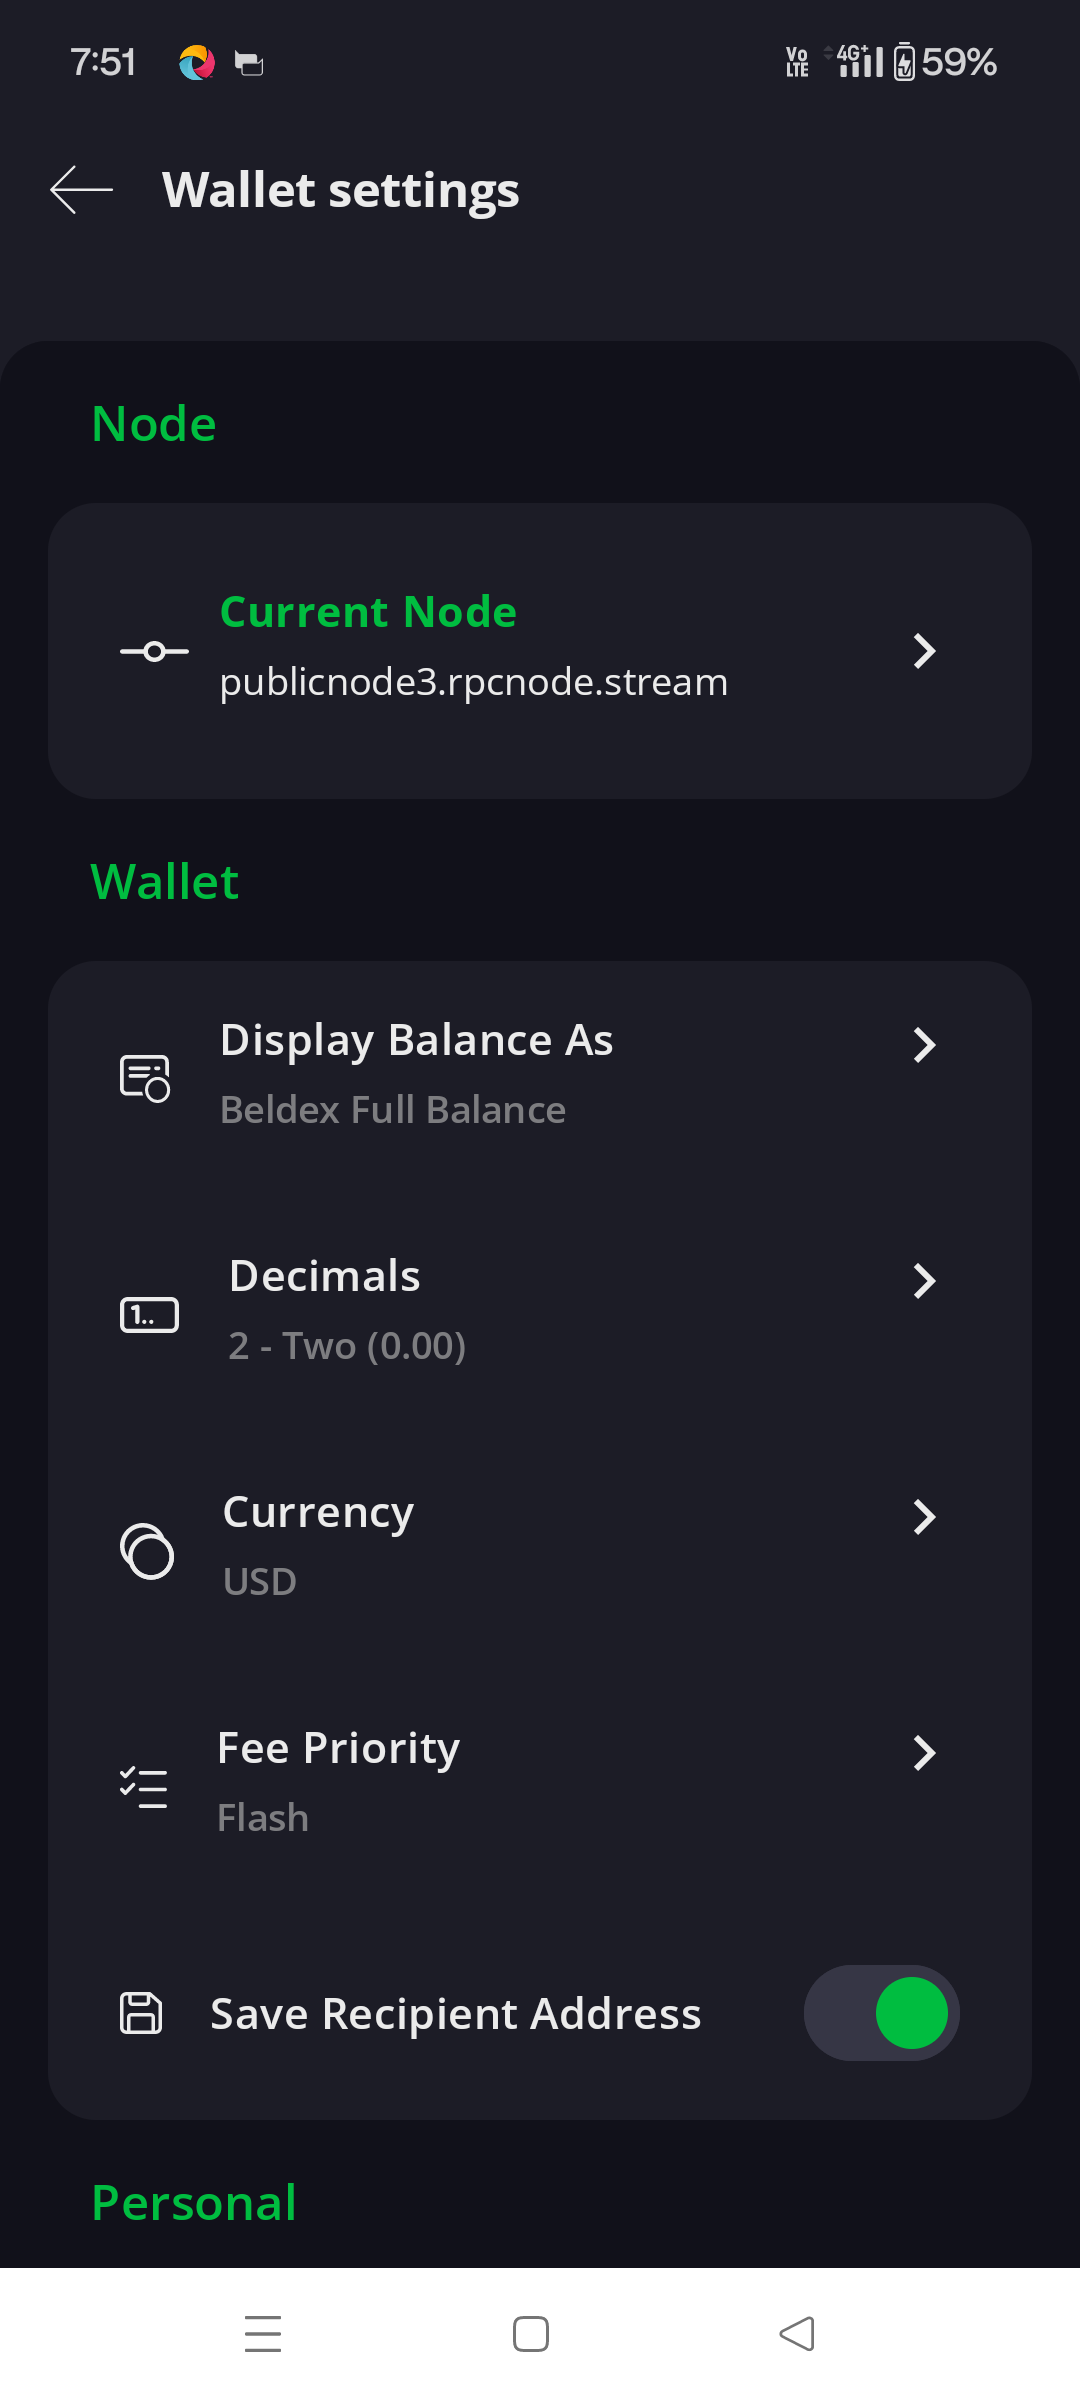 7:51
Vo LTE 4G+ 59%
Wallet settings
Node
Current Node
publicnode3.rpcnode.stream
Wallet
Display Balance As
Beldex Full Balance
1..
Decimals
2 - Two (0.00)
Currency
USD
Fee Priority
Flash
Save Recipient Address
Personal